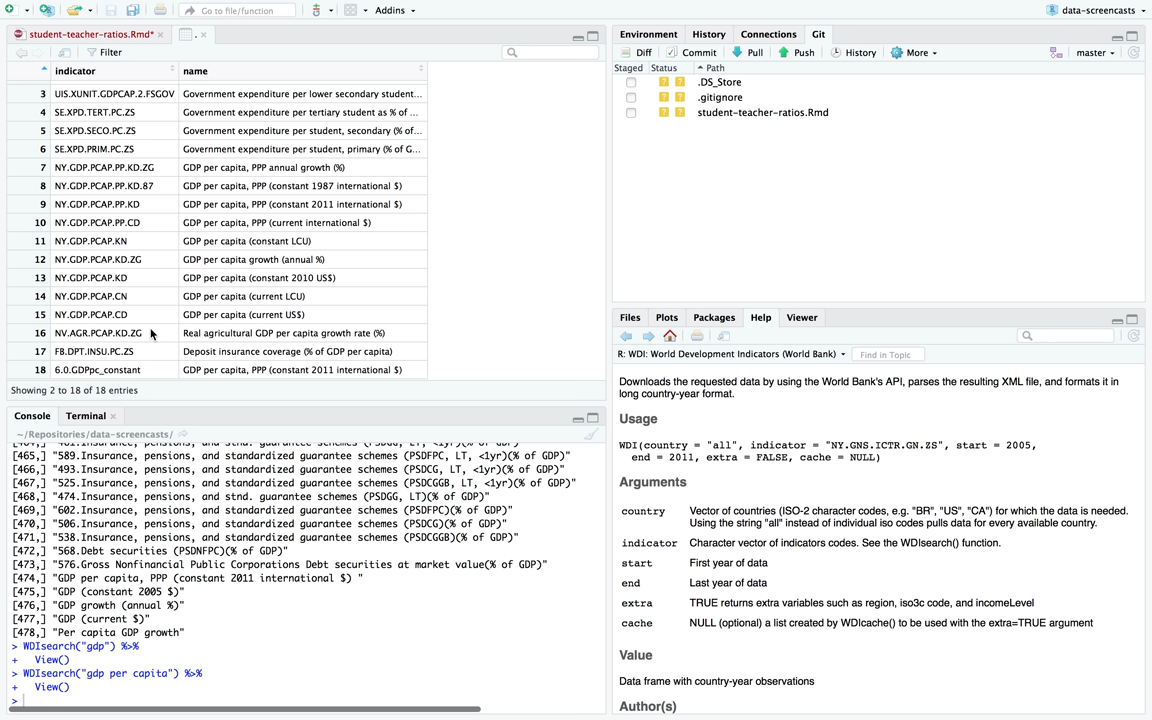 Go to file/function
Addins
data-screencasts
student-teacher-ratios.Rmd*
.
Filter
indicator name
3 UIS.XUNIT.GDPCAP.2.FSGOV Government expenditure per lower secondary student...
4 SE.XPD.TERT.PC.ZS Government expenditure per tertiary student as % of ...
5 SE.XPD.SECO.PC.ZS Government expenditure per student, secondary (% of...
6 SE.XPD.PRIM.PC.ZS Government expenditure per student, primary (% of G...
7 NY.GDP.PCAP.PP.KD.ZG GDP per capita, PPP annual growth (%)
8 NY.GDP.PCAP.PP.KD.87 GDP per capita, PPP (constant 1987 international $)
9 NY.GDP.PCAP.PP.KD GDP per capita, PPP (constant 2011 international $)
10 NY.GDP.PCAP.PP.CD GDP per capita, PPP (current international $)
11 NY.GDP.PCAP.KN GDP per capita (constant LCU)
12 NY.GDP.PCAP.KD.ZG GDP per capita growth (annual %)
13 NY.GDP.PCAP.KD GDP per capita (constant 2010 US$)
14 NY.GDP.PCAP.CN GDP per capita (current LCU)
15 NY.GDP.PCAP.CD GDP per capita (current US$)
16 NV.AGR.PCAP.KD.ZG Real agricultural GDP per capita growth rate (%)
17 FB.DPT.INSU.PC.ZS Deposit insurance coverage (% of GDP per capita)
18 6.0.GDPpc_constant GDP per capita, PPP (constant 2011 international $)
Showing 2 to 18 of 18 entries
Console Terminal
~/Repositories/data-screencasts/
[465,] "589.Insurance, pensions, and standardized guarantee schemes (PSDFPC, LT, <1yr)(% of GDP)"
[466,] "493.Insurance, pensions, and standardized guarantee schemes (PSDCG, LT, <1yr)(% of GDP)"
[467,] "525.Insurance, pensions, and standardized guarantee schemes (PSDCGGB, LT, <1yr)(% of GDP)"
[468,] "474.Insurance, pensions, and stnd. guarantee schemes (PSDGG, LT)(% of GDP)"
[469,] "602.Insurance, pensions, and standardized guarantee schemes (PSDFPC)(% of GDP)"
[470,] "506.Insurance, pensions, and standardized guarantee schemes (PSDCG)(% of GDP)"
[471,] "538.Insurance, pensions, and standardized guarantee schemes (PSDCGGB)(% of GDP)"
[472,] "568.Debt securities (PSDNFPC)(% of GDP)"
[473,] "576.Gross Nonfinancial Public Corporations Debt securities at market value(% of GDP)"
[474,] "GDP per capita, PPP (constant 2011 international $) "
[475,] "GDP (constant 2005 $)"
[476,] "GDP growth (annual %)"
[477,] "GDP (current $)"
[478,] "Per capita GDP growth"
> WDIsearch("gdp") %>%
+ View()
> WDIsearch("gdp per capita") %>%
+ View()
>
Environment History Connections Git
Diff Commit Pull Push History More master
Staged Status Path
.DS_Store
.gitignore
student-teacher-ratios.Rmd
Files Plots Packages Help Viewer
R: WDI: World Development Indicators (World Bank) Find in Topic
Downloads the requested data by using the World Bank's API, parses the resulting XML file, and formats it in
long country-year format.
Usage
WDI(country = "all", indicator = "NY.GNS.ICTR.GN.ZS", start = 2005,
end = 2011, extra = FALSE, cache = NULL)
Arguments
country Vector of countries (ISO-2 character codes, e.g. "BR", "US", "CA") for which the data is needed.
Using the string "all" instead of individual iso codes pulls data for every available country.
indicator Character vector of indicators codes. See the WDIsearch() function.
start First year of data
end Last year of data
extra TRUE returns extra variables such as region, iso3c code, and incomeLevel
cache NULL (optional) a list created by WDIcache() to be used with the extra=TRUE argument
Value
Data frame with country-year observations
Author(s)